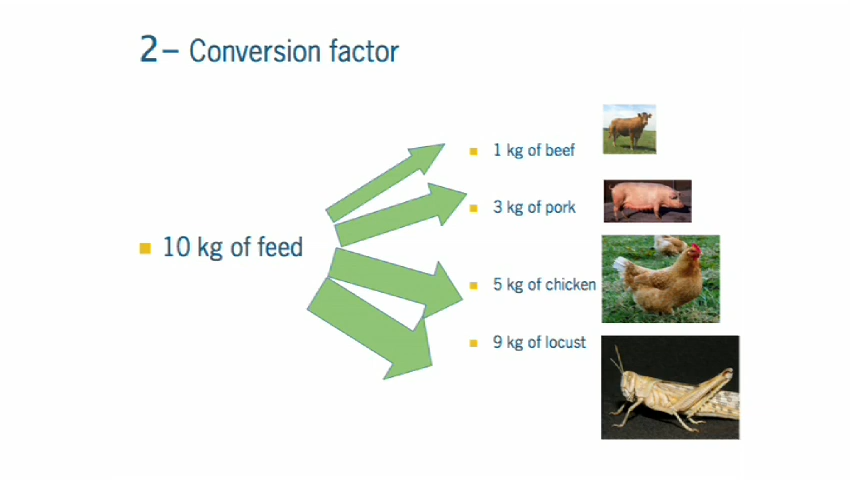 2– Conversion factor
1 kg of beef
3 kg of pork
10 kg of feed
5 kg of chicken
9 kg of locust